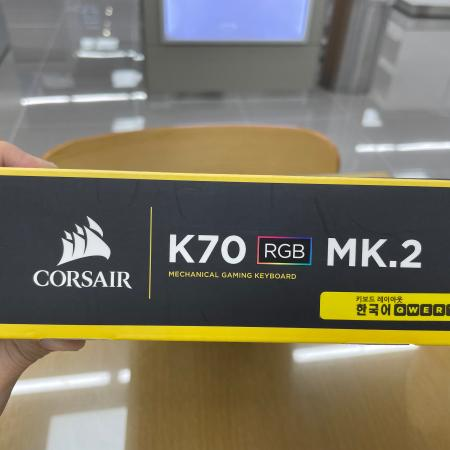 CORSAIR
K70 RGB MK.2
MECHANICAL GAMING KEYBOARD
키보드 레이아웃
한국어 QWER